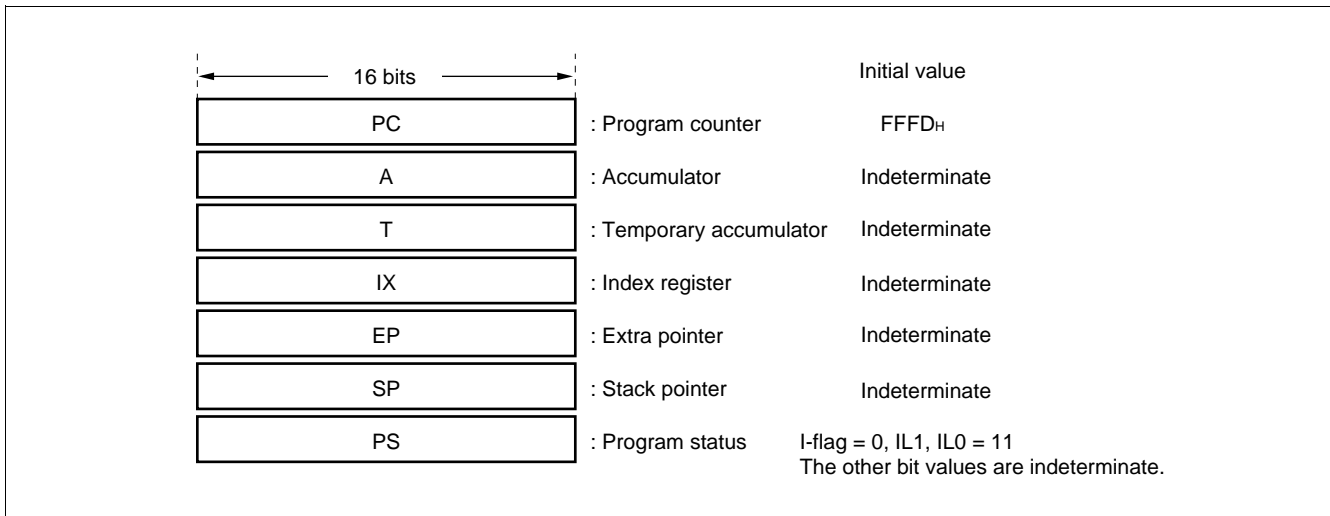 16 bits Initial value
PC : Program counter FFFDH
A : Accumulator Indeterminate
T : Temporary accumulator Indeterminate
IX : Index register Indeterminate
EP : Extra pointer Indeterminate
SP : Stack pointer Indeterminate
PS : Program status I-flag = 0, IL1, IL0 = 11
The other bit values are indeterminate.